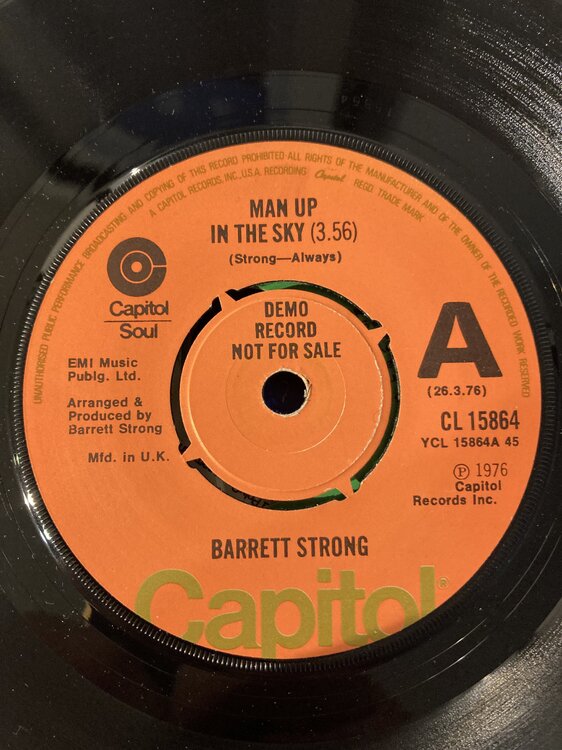 UNAUTHORISED PUBLIC PERFORMANCE BROADCASTING AND COPYING OF THIS RECORD PROHIBITED ALL RIGHTS OF THE MANUFACTURER AND OF THE OWNER OF THE RECORDED WORK RESERVED
A CAPITOL RECORDS, INC., U.S.A. RECORDING Capitol REGD. TRADE MARK
MAN UP
IN THE SKY (3.56)
(Strong—Always)
Capitol
Soul
DEMO
RECORD
NOT FOR SALE
A
(26.3.76)
EMI Music
Publg. Ltd.
CL 15864
YCL 15864A 45
Arranged &
Produced by
Barrett Strong
Mfd. in U.K.
Ⓟ 1976
Capitol
Records Inc.
BARRETT STRONG
Capitol®